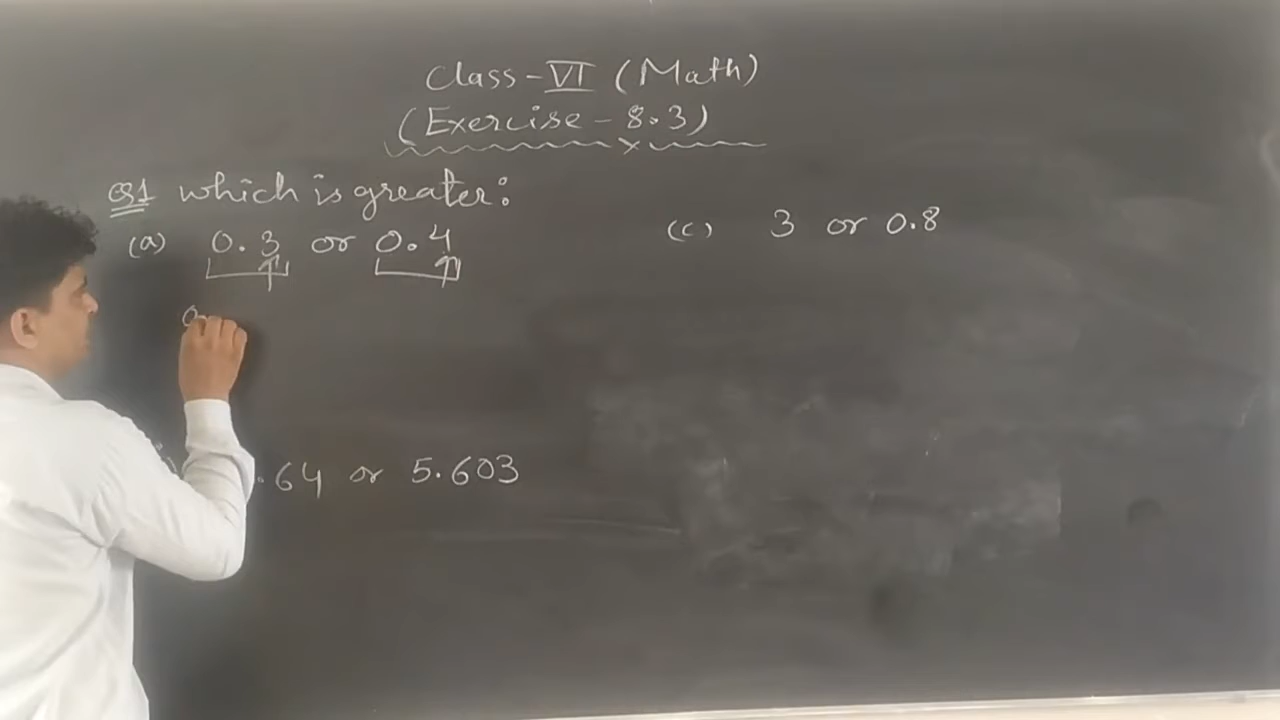 Class-VI (Math)
(Exercise - 8.3)
Q1 which is greater:
(a) 0.3 or 0.4
(c) 3 or 0.8
0
.64 or 5.603